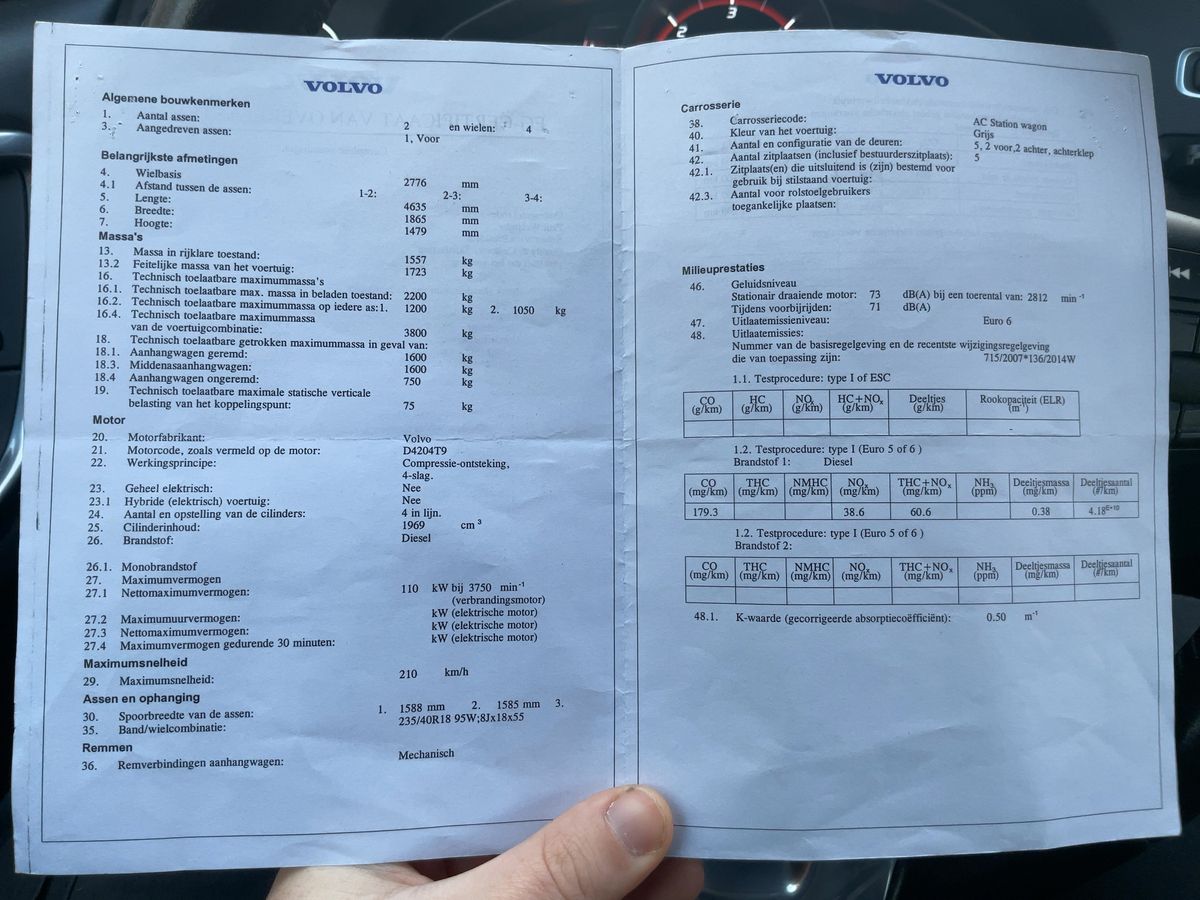 2
3
VOLVO
Algemene bouwkenmerken
1. Aantal assen: 2 en wielen: 4
3. Aangedreven assen: 1, Voor
Belangrijkste afmetingen
4. Wielbasis 2776 mm
4.1 Afstand tussen de assen: 1-2: 2-3: 3-4:
5. Lengte: 4635 mm
6. Breedte: 1865 mm
7. Hoogte: 1479 mm
Massa's
13. Massa in rijklare toestand: 1557 kg
13.2 Feitelijke massa van het voertuig: 1723 kg
16. Technisch toelaatbare maximummassa's
16.1. Technisch toelaatbare max. massa in beladen toestand: 2200 kg
16.2. Technisch toelaatbare maximummassa op iedere as:1. 1200 kg 2. 1050 kg
16.4. Technisch toelaatbare maximummassa
van de voertuigcombinatie: 3800 kg
18. Technisch toelaatbare getrokken maximummassa in geval van:
18.1. Aanhangwagen geremd: 1600 kg
18.3. Middenasaanhangwagen: 1600 kg
18.4 Aanhangwagen ongeremd: 750 kg
19. Technisch toelaatbare maximale statische verticale
belasting van het koppelingspunt: 75 kg
Motor
20. Motorfabrikant: Volvo
21. Motorcode, zoals vermeld op de motor: D4204T9
22. Werkingsprincipe: Compressie-ontsteking,
4-slag.
23. Geheel elektrisch: Nee
23.1 Hybride (elektrisch) voertuig: Nee
24. Aantal en opstelling van de cilinders: 4 in lijn.
25. Cilinderinhoud: 1969 cm³
26. Brandstof: Diesel
26.1. Monobrandstof
27. Maximumvermogen
27.1 Nettomaximumvermogen: 110 kW bij 3750 min⁻¹
(verbrandingsmotor)
27.2 Maximumuurvermogen: kW (elektrische motor)
27.3 Nettomaximumvermogen: kW (elektrische motor)
27.4 Maximumvermogen gedurende 30 minuten: kW (elektrische motor)
Maximumsnelheid
29. Maximumsnelheid: 210 km/h
Assen en ophanging
30. Spoorbreedte van de assen: 1. 1588 mm 2. 1585 mm 3.
35. Band/wielcombinatie: 235/40R18 95W;8Jx18x55
Remmen
36. Remverbindingen aanhangwagen: Mechanisch
VOLVO
Carrosserie
38. Carrosseriecode: AC Station wagon
40. Kleur van het voertuig: Grijs
41. Aantal en configuratie van de deuren: 5, 2 voor,2 achter, achterklep
42. Aantal zitplaatsen (inclusief bestuurderszitplaats): 5
42.1. Zitplaats(en) die uitsluitend is (zijn) bestemd voor
gebruik bij stilstaand voertuig:
42.3. Aantal voor rolstoelgebruikers
toegankelijke plaatsen:
Milieuprestaties
46. Geluidsniveau
Stationair draaiende motor: 73 dB(A) bij een toerental van: 2812 min⁻¹
Tijdens voorbijrijden: 71 dB(A)
47. Uitlaatemissieniveau: Euro 6
48. Uitlaatemissies:
Nummer van de basisregelgeving en de recentste wijzigingsregelgeving
die van toepassing zijn: 715/2007*136/2014W
1.1. Testprocedure: type I of ESC
CO HC NOx HC+NOx Deeltjes Rookopaciteit (ELR)
(g/km) (g/km) (g/km) (g/km) (g/km) (m⁻¹)
-
1.2. Testprocedure: type I (Euro 5 of 6 )
Brandstof 1: Diesel
CO THC NMHC NOx THC+NOx NH3 Deeltjesmassa Deeltjesaantal
(mg/km) (mg/km) (mg/km) (mg/km) (mg/km) (ppm) (mg/km) (#/km)
179.3 38.6 60.6 0.38 4.18E+10
1.2. Testprocedure: type I (Euro 5 of 6 )
Brandstof 2:
CO THC NMHC NOx THC+NOx NH3 Deeltjesmassa Deeltjesaantal
(mg/km) (mg/km) (mg/km) (mg/km) (mg/km) (ppm) (mg/km) (#/km)
48.1. K-waarde (gecorrigeerde absorptiecoëfficiënt): 0.50 m⁻¹